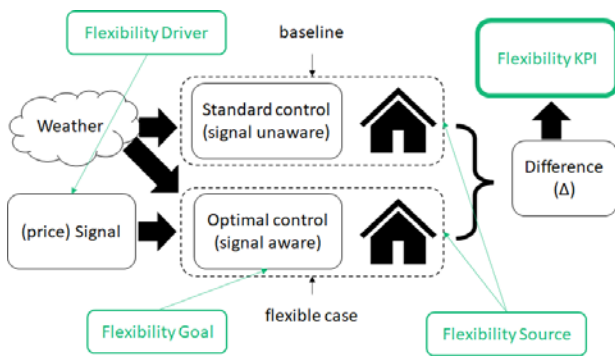 Flexibility Driver
baseline
Flexibility KPI
Weather
Standard control
(signal unaware)
Difference
(Δ)
(price) Signal
Optimal control
(signal aware)
Flexibility Goal
flexible case
Flexibility Source